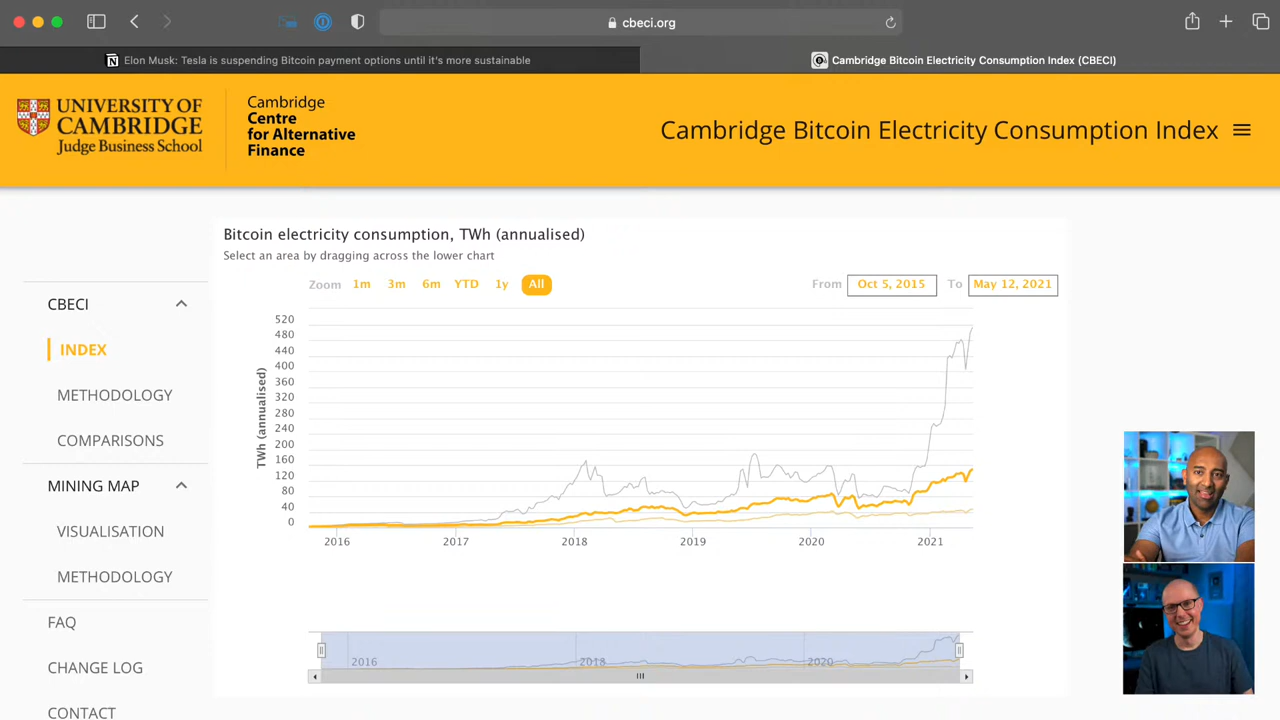 cbeci.org
Elon Musk: Tesla is suspending Bitcoin payment options until it's more sustainable
Cambridge Bitcoin Electricity Consumption Index (CBECI)
UNIVERSITY OF
CAMBRIDGE
Judge Business School
Cambridge
Centre
for Alternative
Finance
Cambridge Bitcoin Electricity Consumption Index
CBECI
INDEX
METHODOLOGY
COMPARISONS
MINING MAP
VISUALISATION
METHODOLOGY
FAQ
CHANGE LOG
CONTACT
Bitcoin electricity consumption, TWh (annualised)
Select an area by dragging across the lower chart
Zoom 1m 3m 6m YTD 1y All
From Oct 5, 2015 To May 12, 2021
TWh (annualised)
520
480
440
400
360
320
280
240
200
160
120
80
40
0
2016 2017 2018 2019 2020 2021
2016 2018 2020